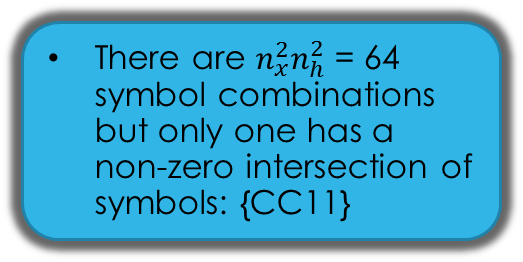 • There are $n_x^2 n_h^2$ = 64
symbol combinations
but only one has a
non-zero intersection of
symbols: {CC11}